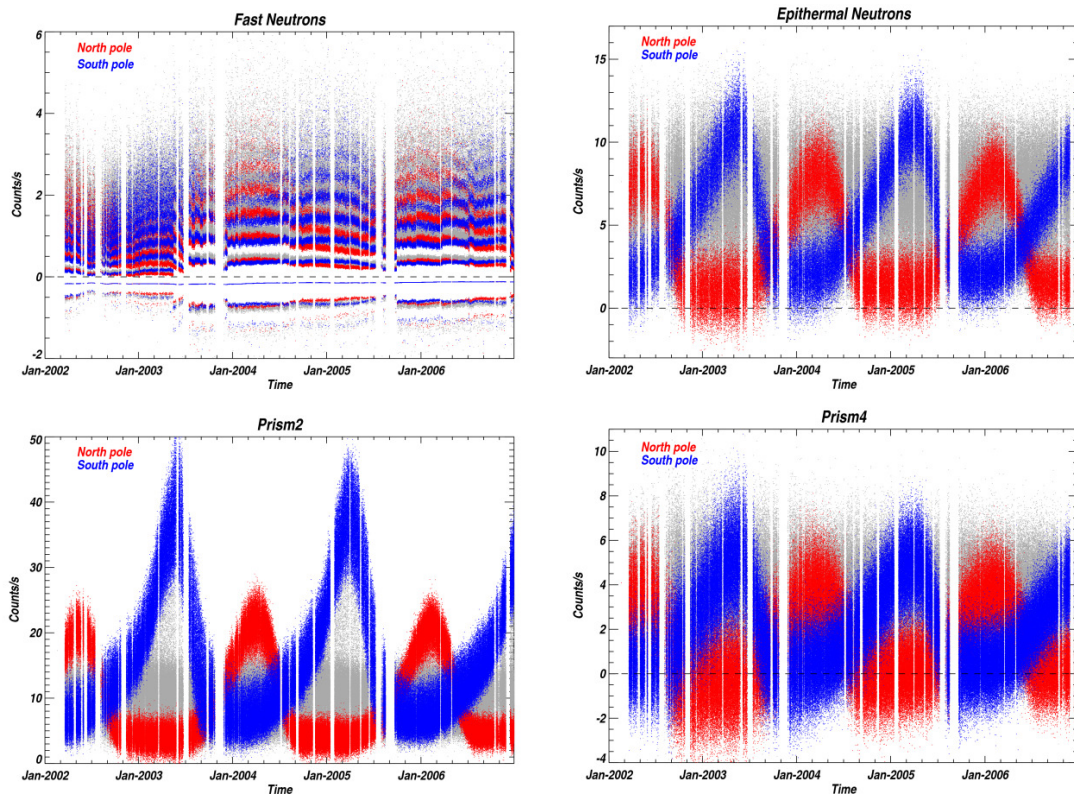 Fast Neutrons
North pole
South pole
6
4
2
0
-2
Counts/s
Jan-2002 Jan-2003 Jan-2004 Jan-2005 Jan-2006
Time
Epithermal Neutrons
North pole
South pole
15
10
5
0
Counts/s
Jan-2002 Jan-2003 Jan-2004 Jan-2005 Jan-2006
Time
Prism2
North pole
South pole
50
40
30
20
10
0
Counts/s
Jan-2002 Jan-2003 Jan-2004 Jan-2005 Jan-2006
Time
Prism4
North pole
South pole
10
8
6
4
2
0
-2
-4
Counts/s
Jan-2002 Jan-2003 Jan-2004 Jan-2005 Jan-2006
Time